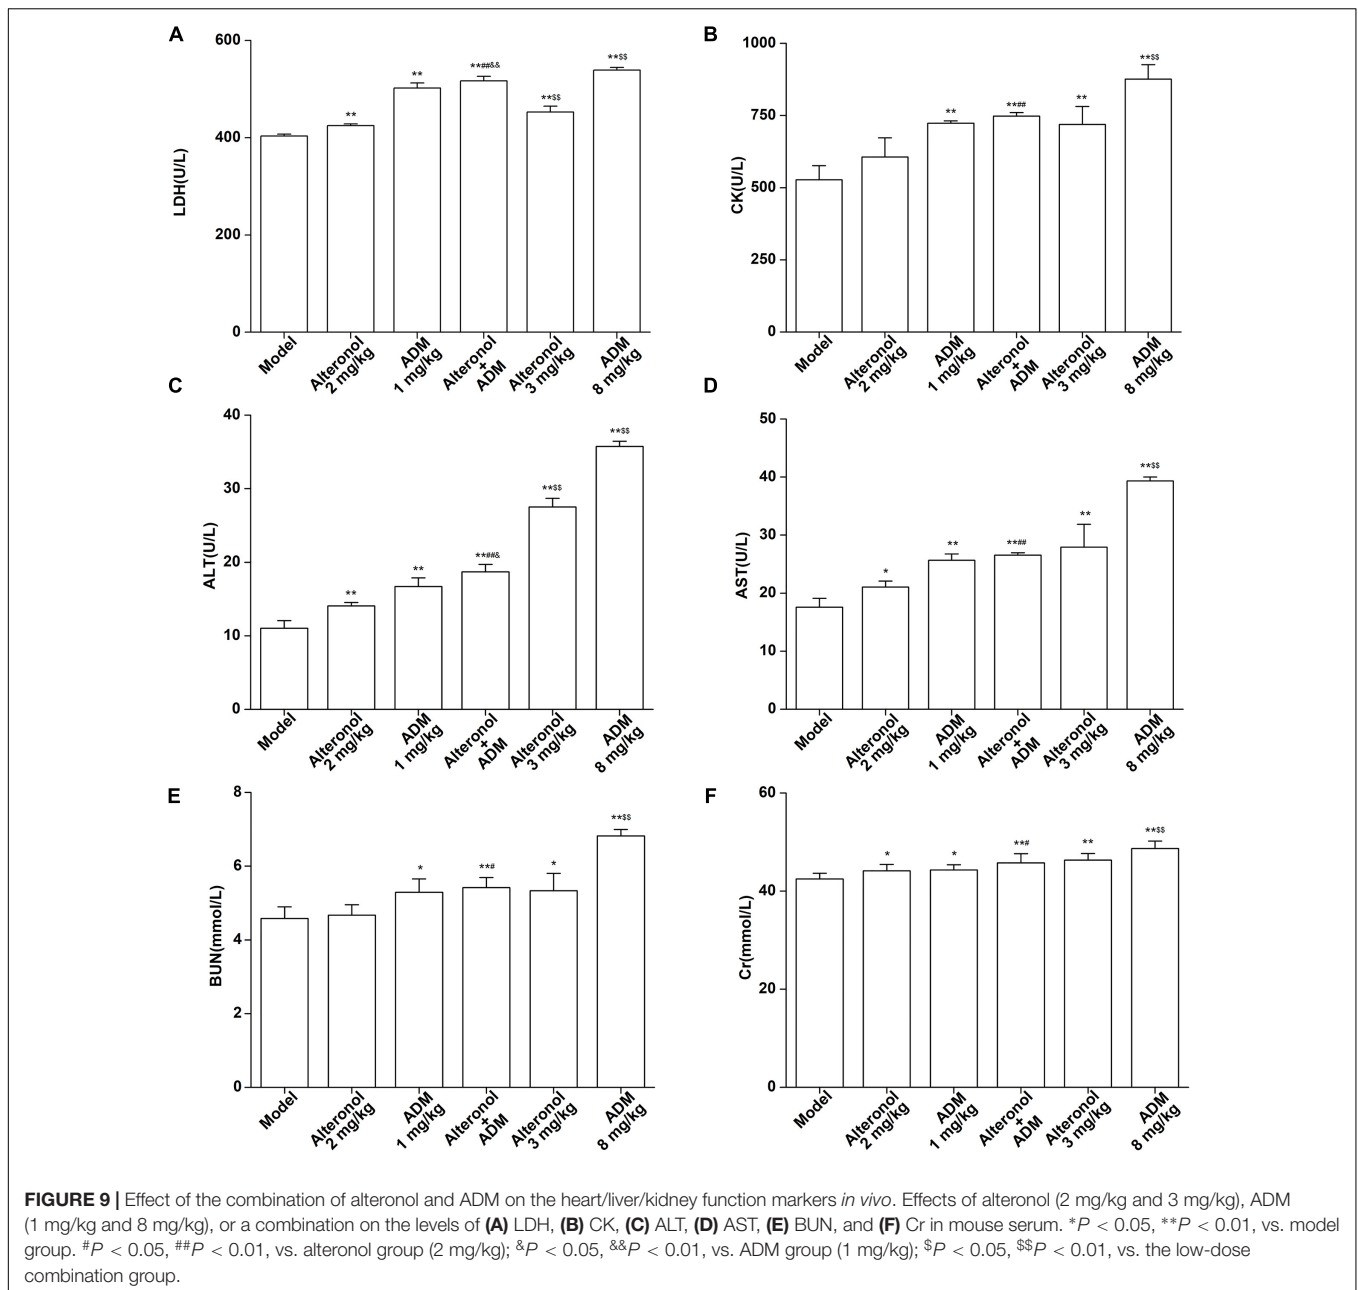 A
600
400
200
0
LDH(U/L)
**
**
**##&&
**$$
**$$
Model
Alteronol
2 mg/kg
ADM
1 mg/kg
Alteronol
+
ADM
Alteronol
3 mg/kg
ADM
8 mg/kg
B
1000
750
500
250
0
CK(U/L)
**
**##
**
**$$
Model
Alteronol
2 mg/kg
ADM
1 mg/kg
Alteronol
+
ADM
Alteronol
3 mg/kg
ADM
8 mg/kg
C
40
30
20
10
0
ALT(U/L)
**
**
**##&
**$$
**$$
Model
Alteronol
2 mg/kg
ADM
1 mg/kg
Alteronol
+
ADM
Alteronol
3 mg/kg
ADM
8 mg/kg
D
50
40
30
20
10
0
AST(U/L)
*
**
**##
**
**$$
Model
Alteronol
2 mg/kg
ADM
1 mg/kg
Alteronol
+
ADM
Alteronol
3 mg/kg
ADM
8 mg/kg
E
8
6
4
2
0
BUN(mmol/L)
*
**#
*
**$$
Model
Alteronol
2 mg/kg
ADM
1 mg/kg
Alteronol
+
ADM
Alteronol
3 mg/kg
ADM
8 mg/kg
F
60
40
20
0
Cr(mmol/L)
*
*
**#
**
**$$
Model
Alteronol
2 mg/kg
ADM
1 mg/kg
Alteronol
+
ADM
Alteronol
3 mg/kg
ADM
8 mg/kg
FIGURE 9 | Effect of the combination of alteronol and ADM on the heart/liver/kidney function markers in vivo. Effects of alteronol (2 mg/kg and 3 mg/kg), ADM
(1 mg/kg and 8 mg/kg), or a combination on the levels of (A) LDH, (B) CK, (C) ALT, (D) AST, (E) BUN, and (F) Cr in mouse serum. *P < 0.05, **P < 0.01, vs. model
group. #P < 0.05, ##P < 0.01, vs. alteronol group (2 mg/kg); &P < 0.05, &&P < 0.01, vs. ADM group (1 mg/kg); $P < 0.05, $$P < 0.01, vs. the low-dose
combination group.